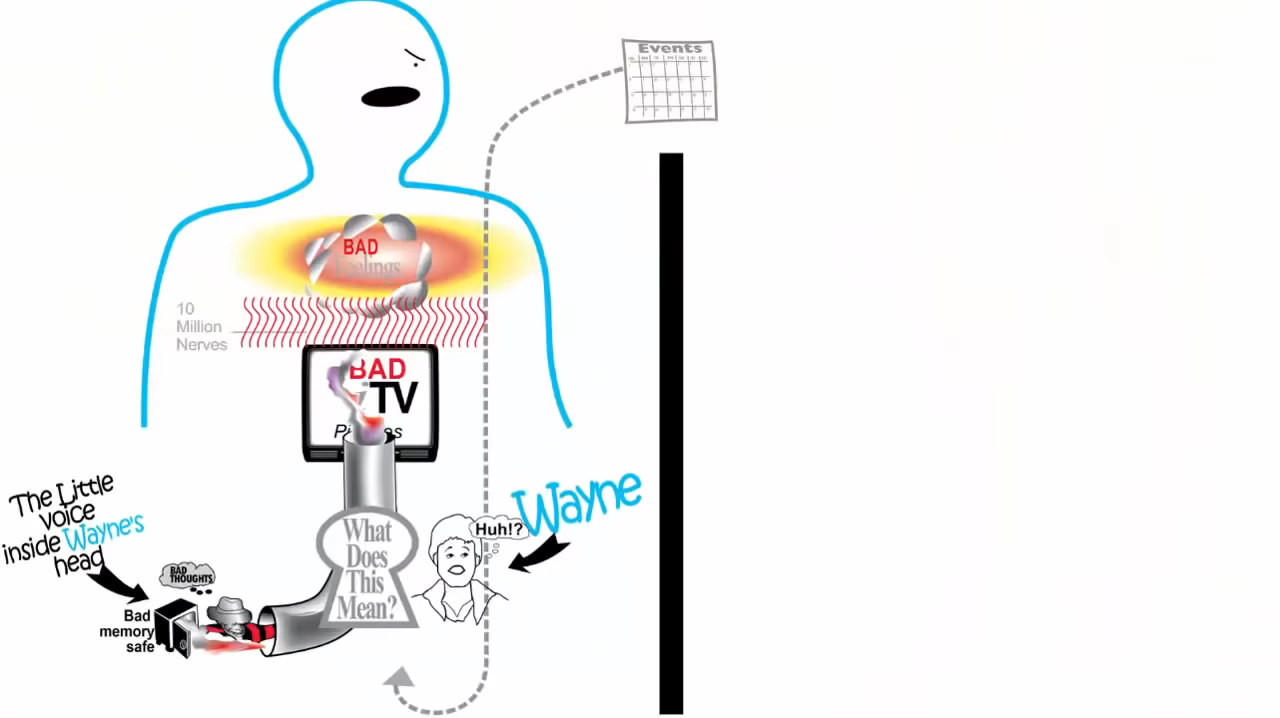 Events
BAD
Feelings
10
Million
Nerves
BAD
TV
The Little
voice
inside Wayne's
head
Wayne
Huh!?
What
Does
This
Mean?
BAD
THOUGHTS
Bad
memory
safe